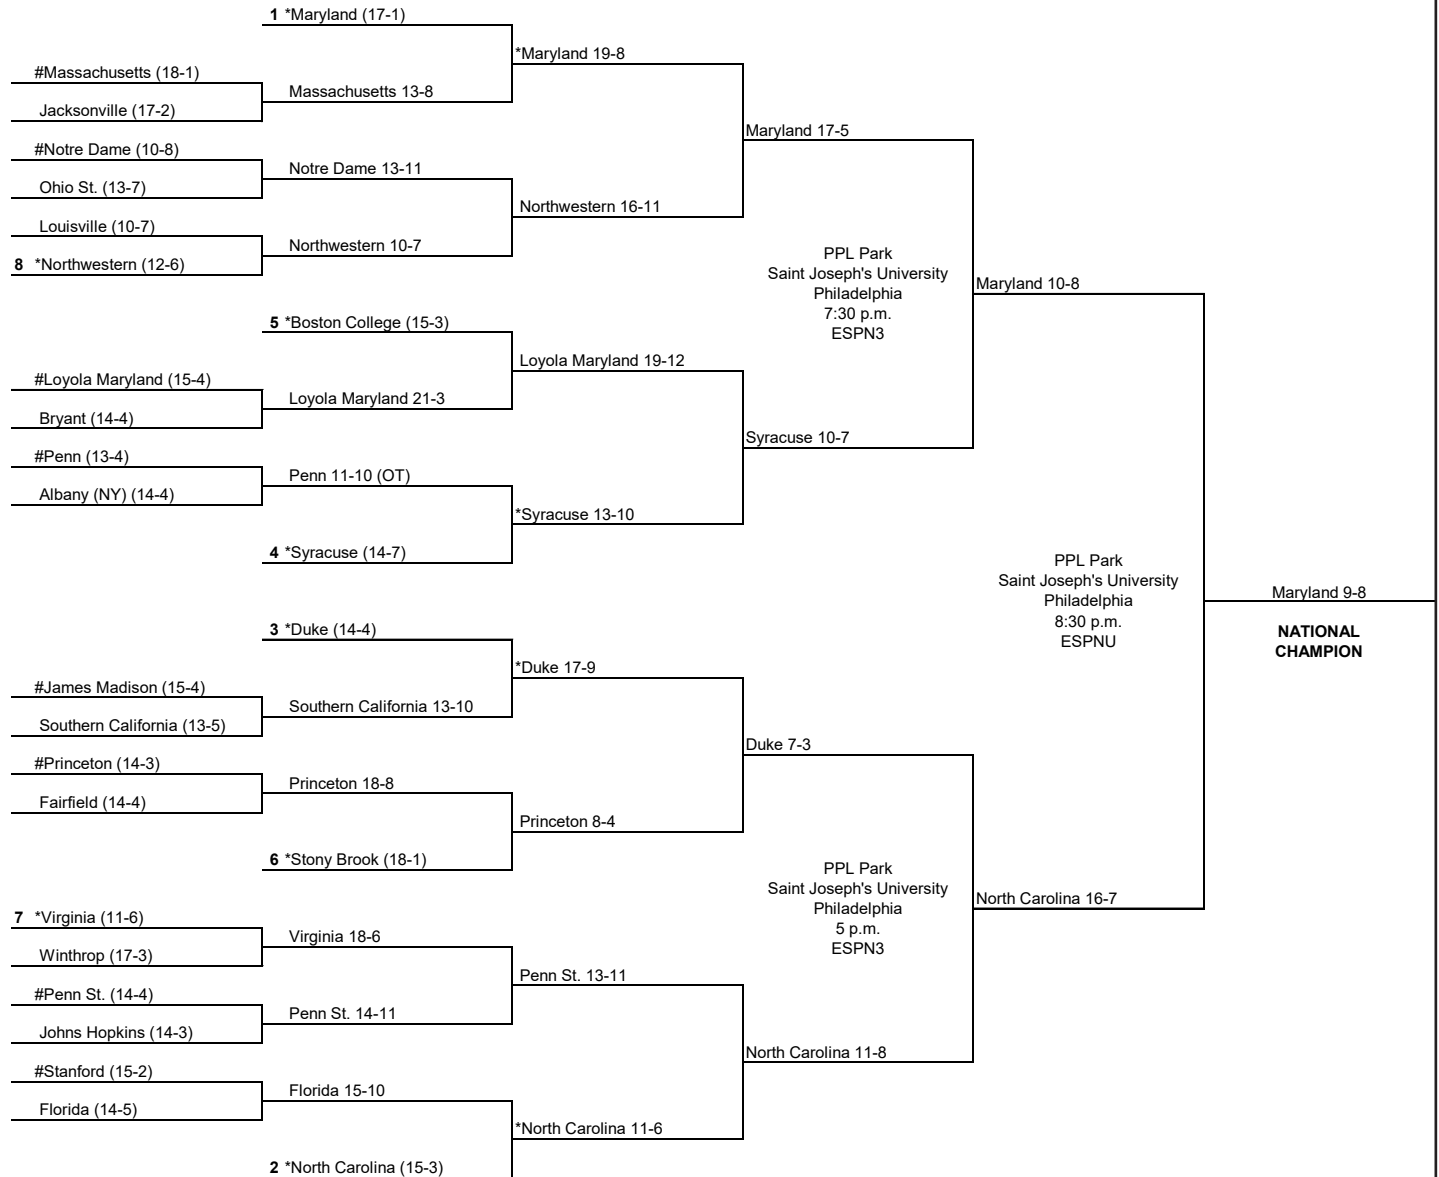 1 *Maryland (17-1)
*Maryland 19-8
#Massachusetts (18-1)
Massachusetts 13-8
Jacksonville (17-2)
Maryland 17-5
#Notre Dame (10-8)
Notre Dame 13-11
Ohio St. (13-7)
Northwestern 16-11
Louisville (10-7)
Northwestern 10-7
8 *Northwestern (12-6)
PPL Park
Saint Joseph's University
Philadelphia
7:30 p.m.
ESPN3
Maryland 10-8
5 *Boston College (15-3)
Loyola Maryland 19-12
#Loyola Maryland (15-4)
Loyola Maryland 21-3
Bryant (14-4)
Syracuse 10-7
#Penn (13-4)
Penn 11-10 (OT)
Albany (NY) (14-4)
*Syracuse 13-10
4 *Syracuse (14-7)
PPL Park
Saint Joseph's University
Philadelphia
8:30 p.m.
ESPNU
Maryland 9-8
NATIONAL
CHAMPION
3 *Duke (14-4)
*Duke 17-9
#James Madison (15-4)
Southern California 13-10
Southern California (13-5)
Duke 7-3
#Princeton (14-3)
Princeton 18-8
Fairfield (14-4)
Princeton 8-4
6 *Stony Brook (18-1)
PPL Park
Saint Joseph's University
Philadelphia
5 p.m.
ESPN3
North Carolina 16-7
7 *Virginia (11-6)
Virginia 18-6
Winthrop (17-3)
Penn St. 13-11
#Penn St. (14-4)
Penn St. 14-11
Johns Hopkins (14-3)
North Carolina 11-8
#Stanford (15-2)
Florida 15-10
Florida (14-5)
*North Carolina 11-6
2 *North Carolina (15-3)